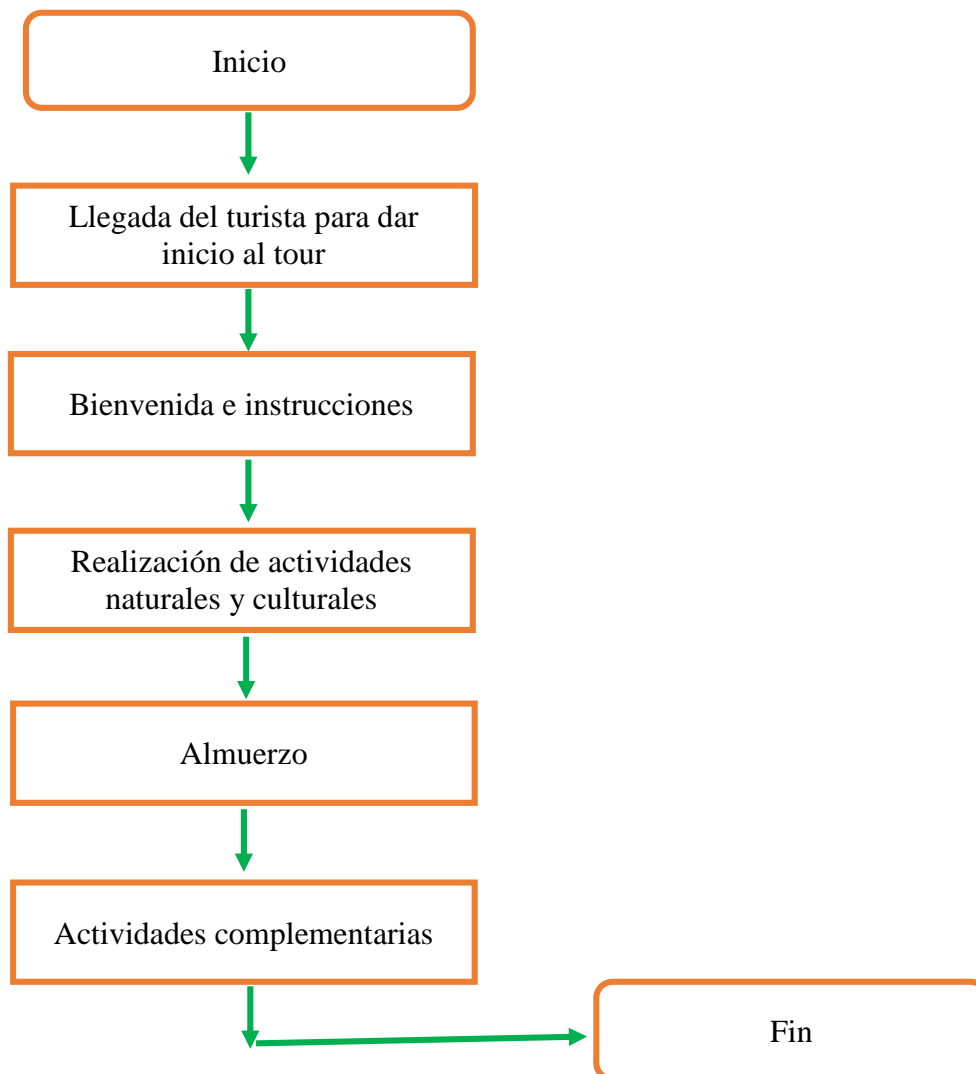 Inicio
Llegada del turista para dar
inicio al tour
Bienvenida e instrucciones
Realización de actividades
naturales y culturales
Almuerzo
Actividades complementarias
Fin